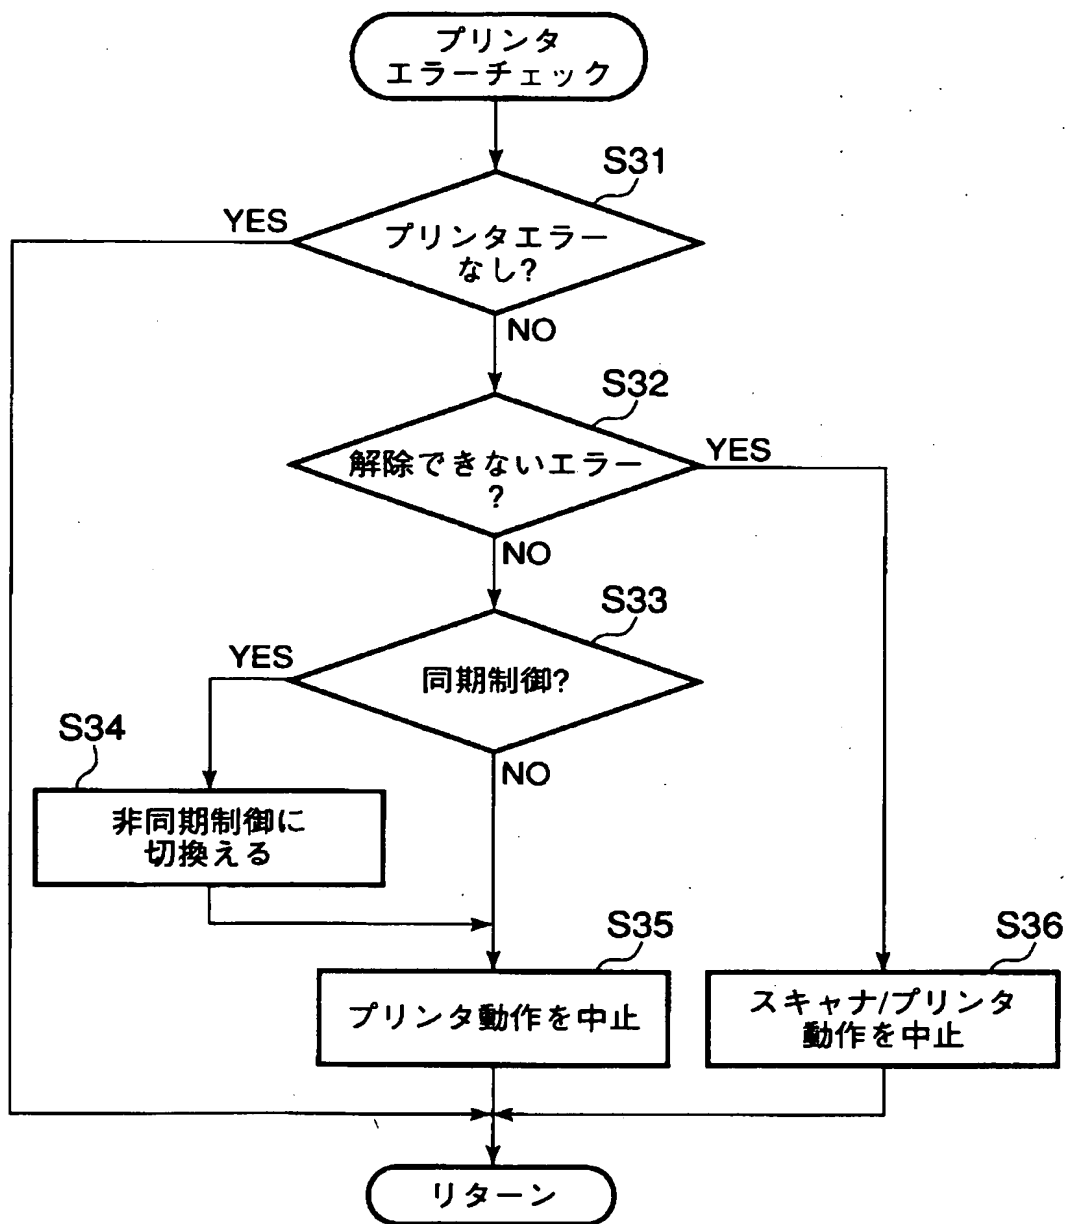 プリンタ
エラーチェック
S31
YES
プリンタエラー
なし?
NO
S32
YES
解除できないエラー
?
NO
S33
YES
同期制御?
S34
NO
非同期制御に
切換える
S35
S36
プリンタ動作を中止
スキャナ/プリンタ
動作を中止
リターン